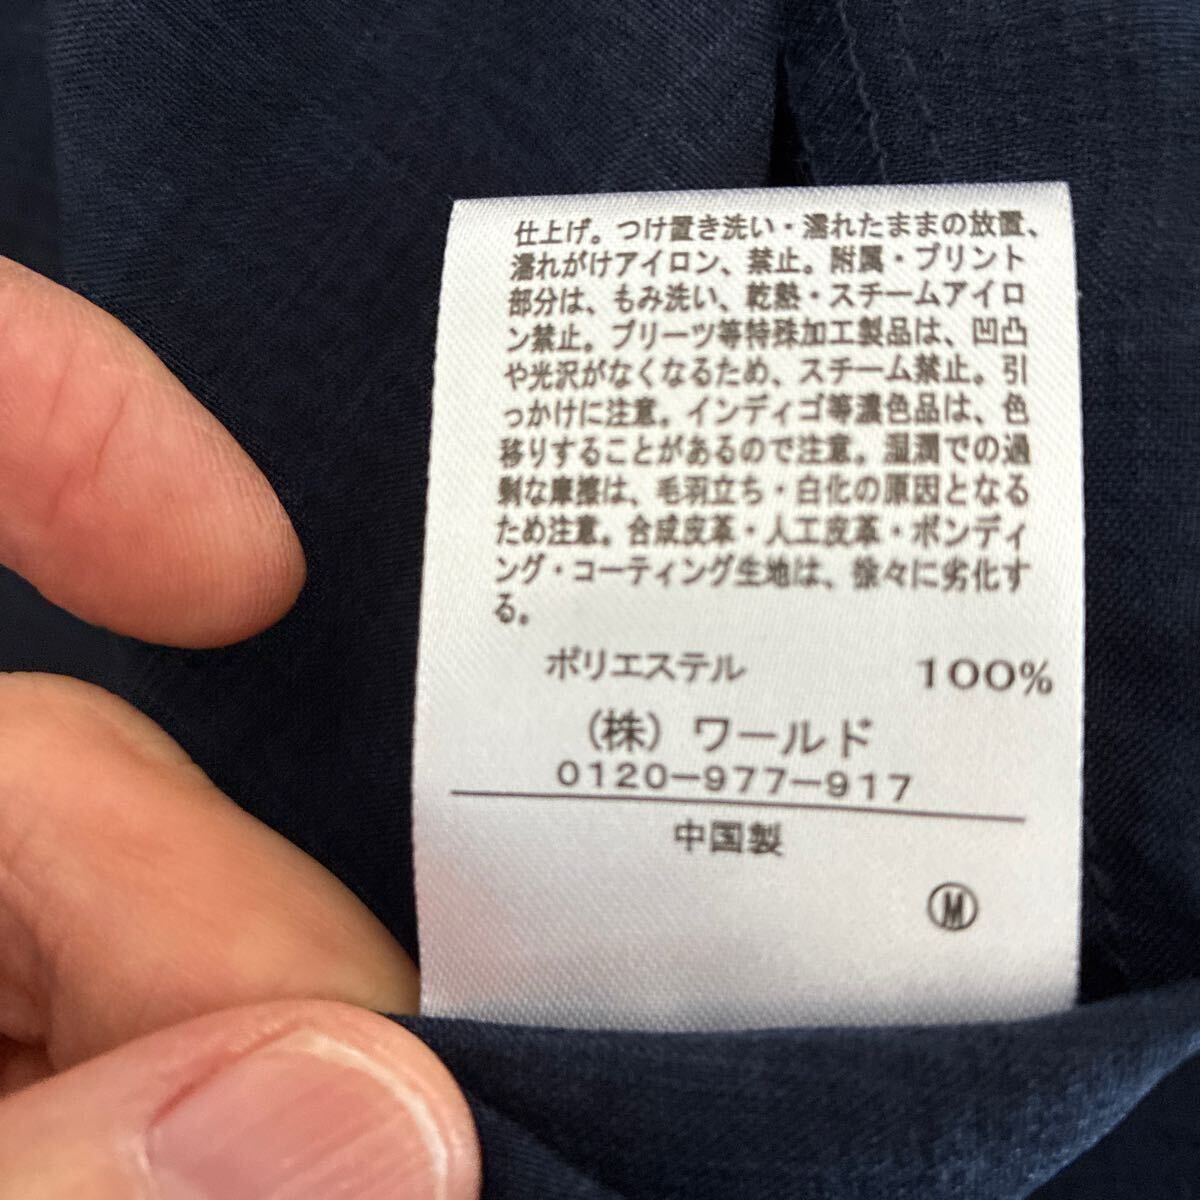 仕上げ。つけ置き洗い・濡れたままの放置、
濡れがけアイロン、禁止。附属・プリント
部分は、もみ洗い、乾熱・スチームアイロ
ン禁止。プリーツ等特殊加工製品は、凹凸
や光沢がなくなるため、スチーム禁止。引
っかけに注意。インディゴ等濃色品は、色
移りすることがあるので注意。湿潤での過
剰な摩擦は、毛羽立ち・白化の原因となる
ため注意。合成皮革・人工皮革・ボンディ
ング・コーティング生地は、徐々に劣化す
る。
ポリエステル 100%
(株) ワールド
0120-977-917
中国製
Ⓜ